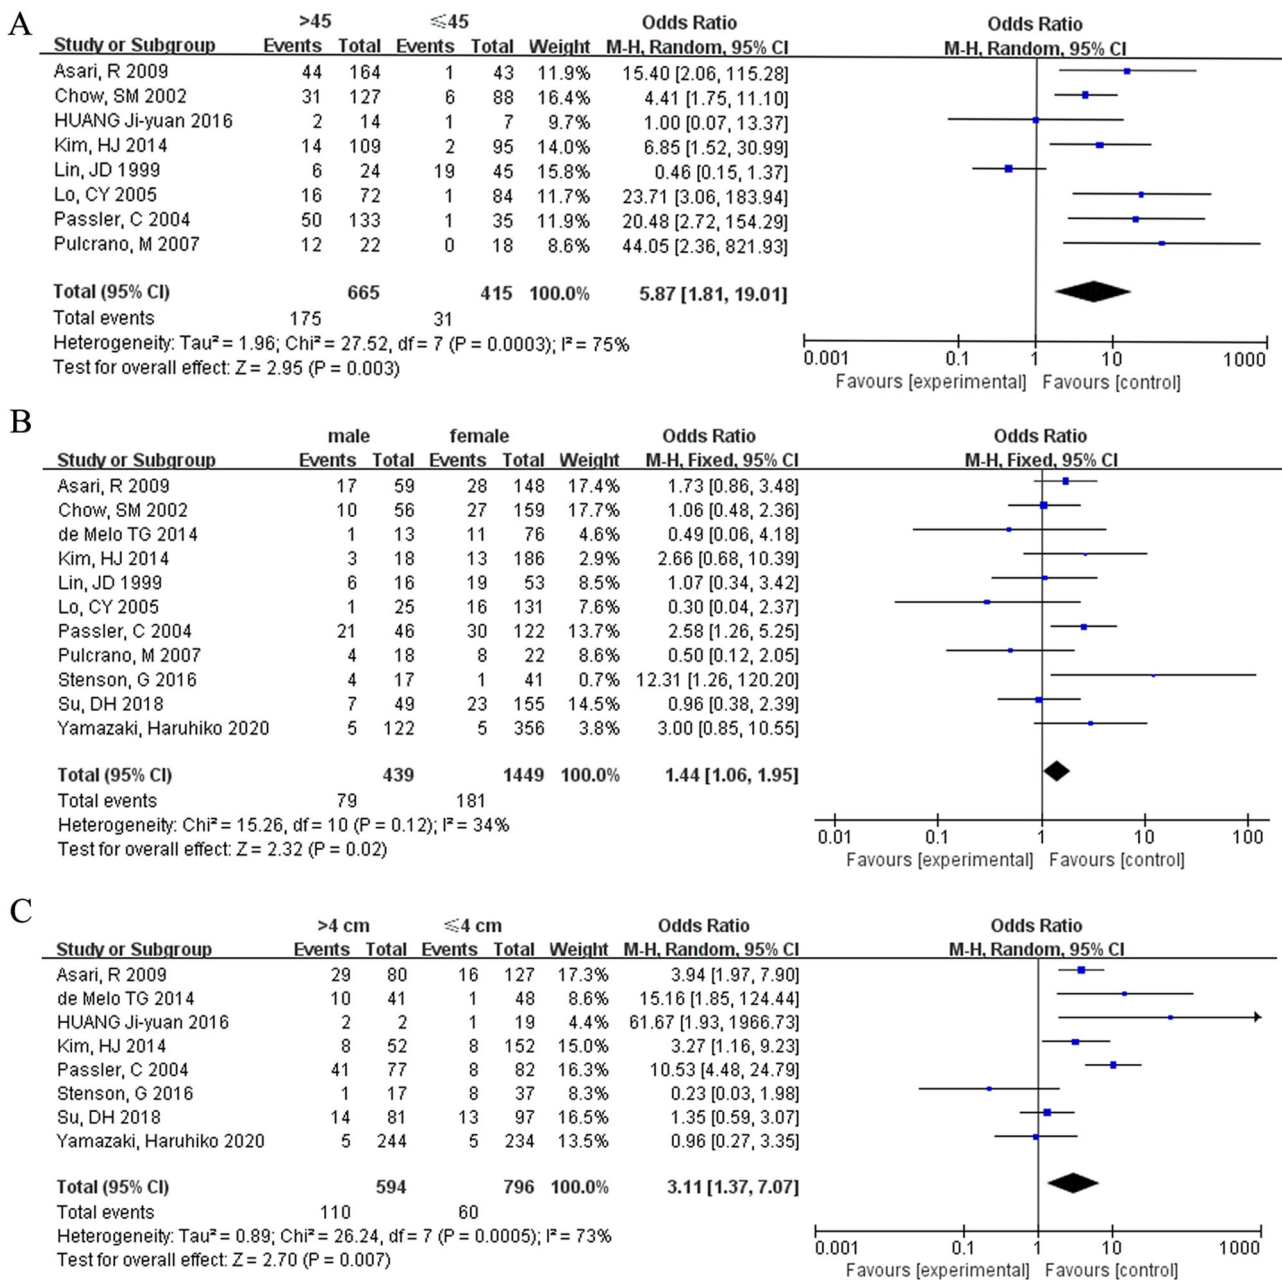 A
>45 ≤45 Odds Ratio Odds Ratio
Study or Subgroup Events Total Events Total Weight M-H, Random, 95% CI M-H, Random, 95% CI
Asari, R 2009 44 164 1 43 11.9% 15.40 [2.06, 115.28]
Chow, SM 2002 31 127 6 88 16.4% 4.41 [1.75, 11.10]
HUANG Ji-yuan 2016 2 14 1 7 9.7% 1.00 [0.07, 13.37]
Kim, HJ 2014 14 109 2 95 14.0% 6.85 [1.52, 30.99]
Lin, JD 1999 6 24 19 45 15.8% 0.46 [0.15, 1.37]
Lo, CY 2005 16 72 1 84 11.7% 23.71 [3.06, 183.94]
Passler, C 2004 50 133 1 35 11.9% 20.48 [2.72, 154.29]
Pulcrano, M 2007 12 22 0 18 8.6% 44.05 [2.36, 821.93]
Total (95% CI) 665 415 100.0% 5.87 [1.81, 19.01]
Total events 175 31
Heterogeneity: Tau² = 1.96; Chi² = 27.52, df = 7 (P = 0.0003); I² = 75%
Test for overall effect: Z = 2.95 (P = 0.003)
0.001 0.1 1 10 1000
Favours [experimental] Favours [control]
B
male female Odds Ratio Odds Ratio
Study or Subgroup Events Total Events Total Weight M-H, Fixed, 95% CI M-H, Fixed, 95% CI
Asari, R 2009 17 59 28 148 17.4% 1.73 [0.86, 3.48]
Chow, SM 2002 10 56 27 159 17.7% 1.06 [0.48, 2.36]
de Melo TG 2014 1 13 11 76 4.6% 0.49 [0.06, 4.18]
Kim, HJ 2014 3 18 13 186 2.9% 2.66 [0.68, 10.39]
Lin, JD 1999 6 16 19 53 8.5% 1.07 [0.34, 3.42]
Lo, CY 2005 1 25 16 131 7.6% 0.30 [0.04, 2.37]
Passler, C 2004 21 46 30 122 13.7% 2.58 [1.26, 5.25]
Pulcrano, M 2007 4 18 8 22 8.6% 0.50 [0.12, 2.05]
Stenson, G 2016 4 17 1 41 0.7% 12.31 [1.26, 120.20]
Su, DH 2018 7 49 23 155 14.5% 0.96 [0.38, 2.39]
Yamazaki, Haruhiko 2020 5 122 5 356 3.8% 3.00 [0.85, 10.55]
Total (95% CI) 439 1449 100.0% 1.44 [1.06, 1.95]
Total events 79 181
Heterogeneity: Chi² = 15.26, df = 10 (P = 0.12); I² = 34%
Test for overall effect: Z = 2.32 (P = 0.02)
0.01 0.1 1 10 100
Favours [experimental] Favours [control]
C
>4 cm ≤4 cm Odds Ratio Odds Ratio
Study or Subgroup Events Total Events Total Weight M-H, Random, 95% CI M-H, Random, 95% CI
Asari, R 2009 29 80 16 127 17.3% 3.94 [1.97, 7.90]
de Melo TG 2014 10 41 1 48 8.6% 15.16 [1.85, 124.44]
HUANG Ji-yuan 2016 2 2 1 19 4.4% 61.67 [1.93, 1966.73]
Kim, HJ 2014 8 52 8 152 15.0% 3.27 [1.16, 9.23]
Passler, C 2004 41 77 8 82 16.3% 10.53 [4.48, 24.79]
Stenson, G 2016 1 17 8 37 8.3% 0.23 [0.03, 1.98]
Su, DH 2018 14 81 13 97 16.5% 1.35 [0.59, 3.07]
Yamazaki, Haruhiko 2020 5 244 5 234 13.5% 0.96 [0.27, 3.35]
Total (95% CI) 594 796 100.0% 3.11 [1.37, 7.07]
Total events 110 60
Heterogeneity: Tau² = 0.89; Chi² = 26.24, df = 7 (P = 0.0005); I² = 73%
Test for overall effect: Z = 2.70 (P = 0.007)
0.001 0.1 1 10 1000
Favours [experimental] Favours [control]